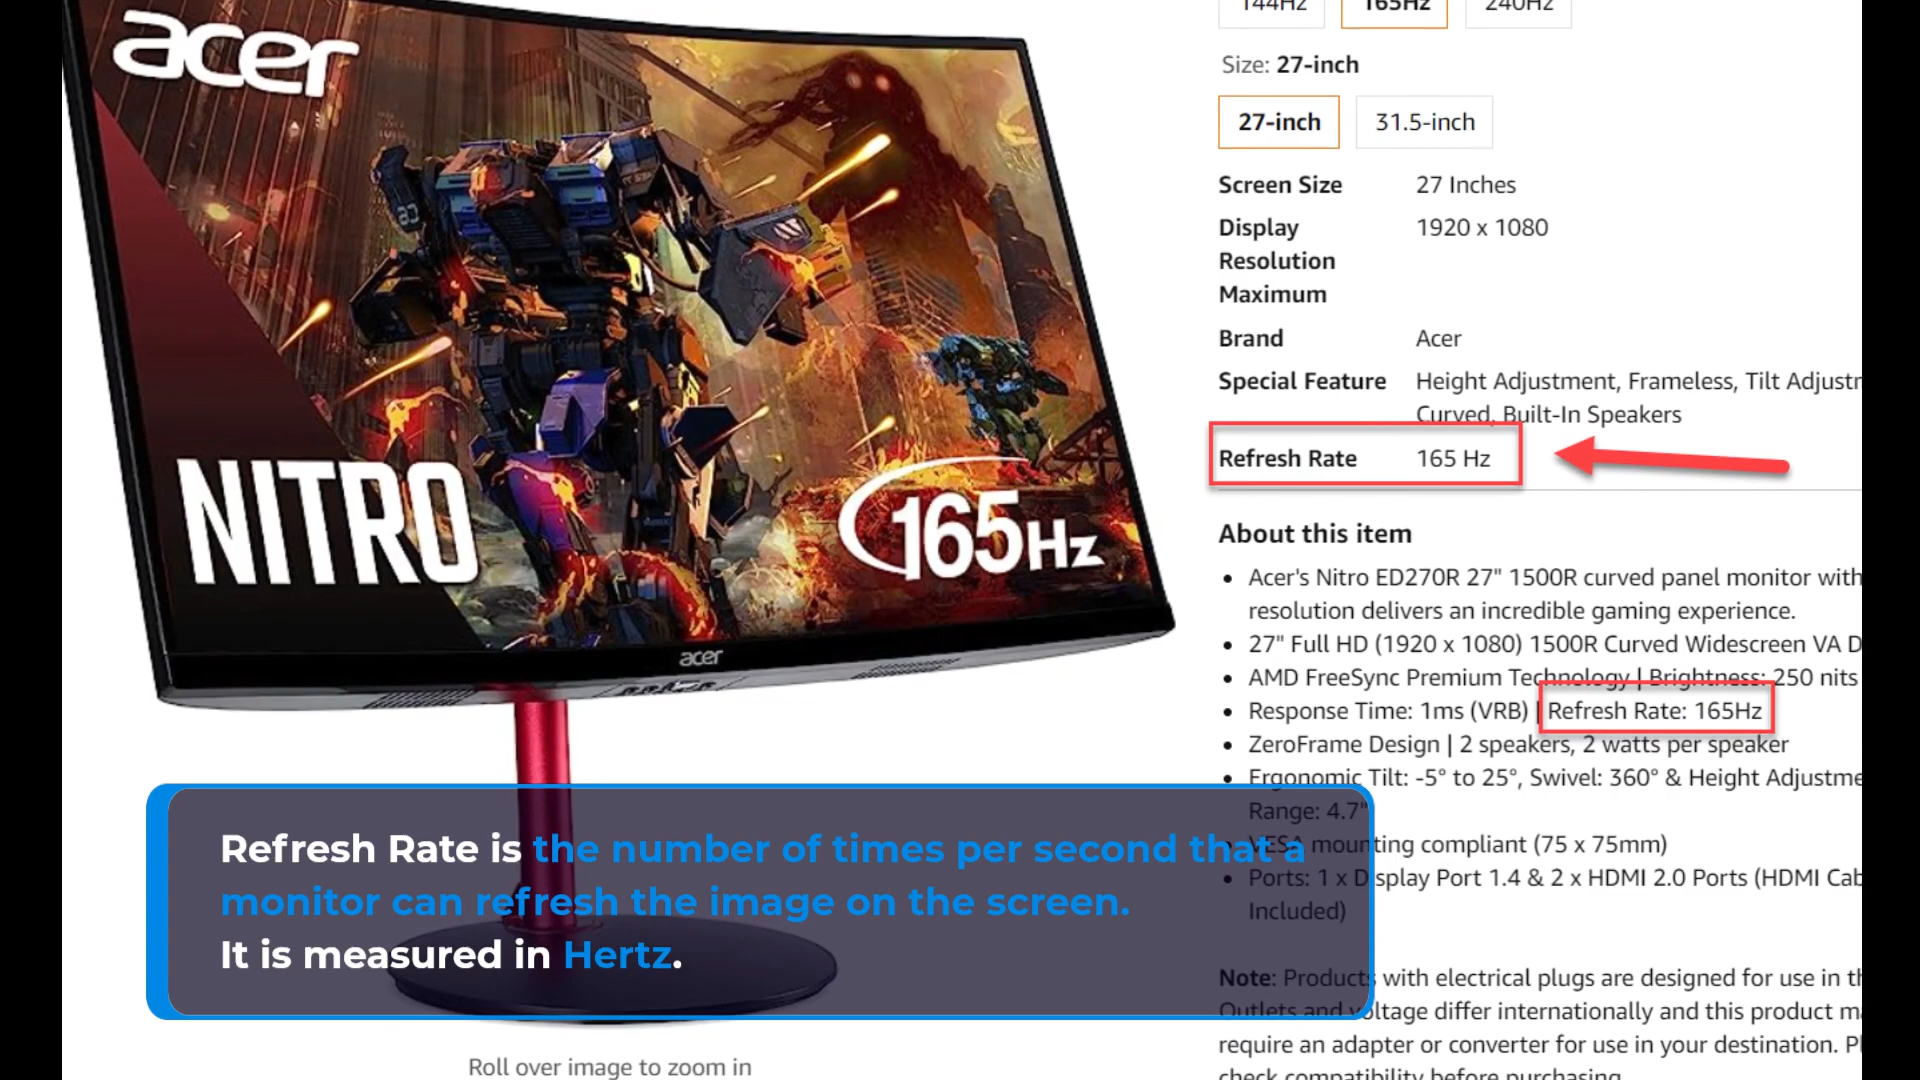 acer
NITRO
165Hz
acer
144Hz 165Hz 240Hz
Size: 27-inch
27-inch 31.5-inch
Screen Size 27 Inches
Display 1920 x 1080
Resolution
Maximum
Brand Acer
Special Feature Height Adjustment, Frameless, Tilt
Curved, Built-In Speakers
Refresh Rate 165 Hz
About this item
• Acer's Nitro ED270R 27" 1500R curved panel monitor with
resolution delivers an incredible gaming experience.
• 27" Full HD (1920 x 1080) 1500R Curved Widescreen VA
• AMD FreeSync Premium Technology | Brightness: 250 nits
• Response Time: 1ms (VRB) | Refresh Rate: 165Hz
• ZeroFrame Design | 2 speakers, 2 watts per speaker
• Ergonomic Tilt: -5° to 25°, Swivel: 360° & Height
Range: 4.7"
• VESA mounting compliant (75 x 75mm)
• Ports: 1 x Display Port 1.4 & 2 x HDMI 2.0 Ports (HDMI
Included)
Note: Products with electrical plugs are designed for use in
Outlets and voltage differ internationally and this product
require an adapter or converter for use in your destination.
check compatibility before purchasing.
Refresh Rate is the number of times per second that a
monitor can refresh the image on the screen.
It is measured in Hertz.
Roll over image to zoom in